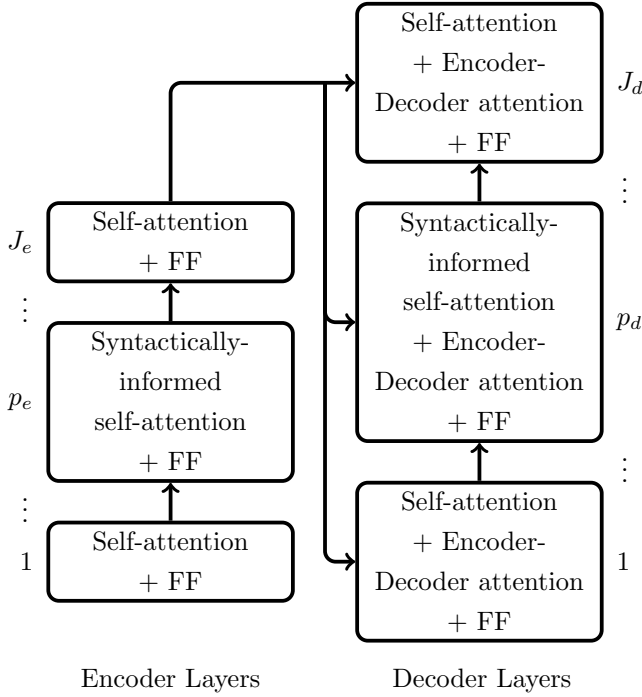 Self-attention
+ Encoder-
Decoder attention
+ FF
J_d
⋮
Self-attention
+ FF
J_e
⋮
Syntactically-
informed
self-attention
+ FF
p_e
⋮
Self-attention
+ FF
1
Syntactically-
informed
self-attention
+ Encoder-
Decoder attention
+ FF
p_d
⋮
Self-attention
+ Encoder-
Decoder attention
+ FF
1
Encoder Layers
Decoder Layers